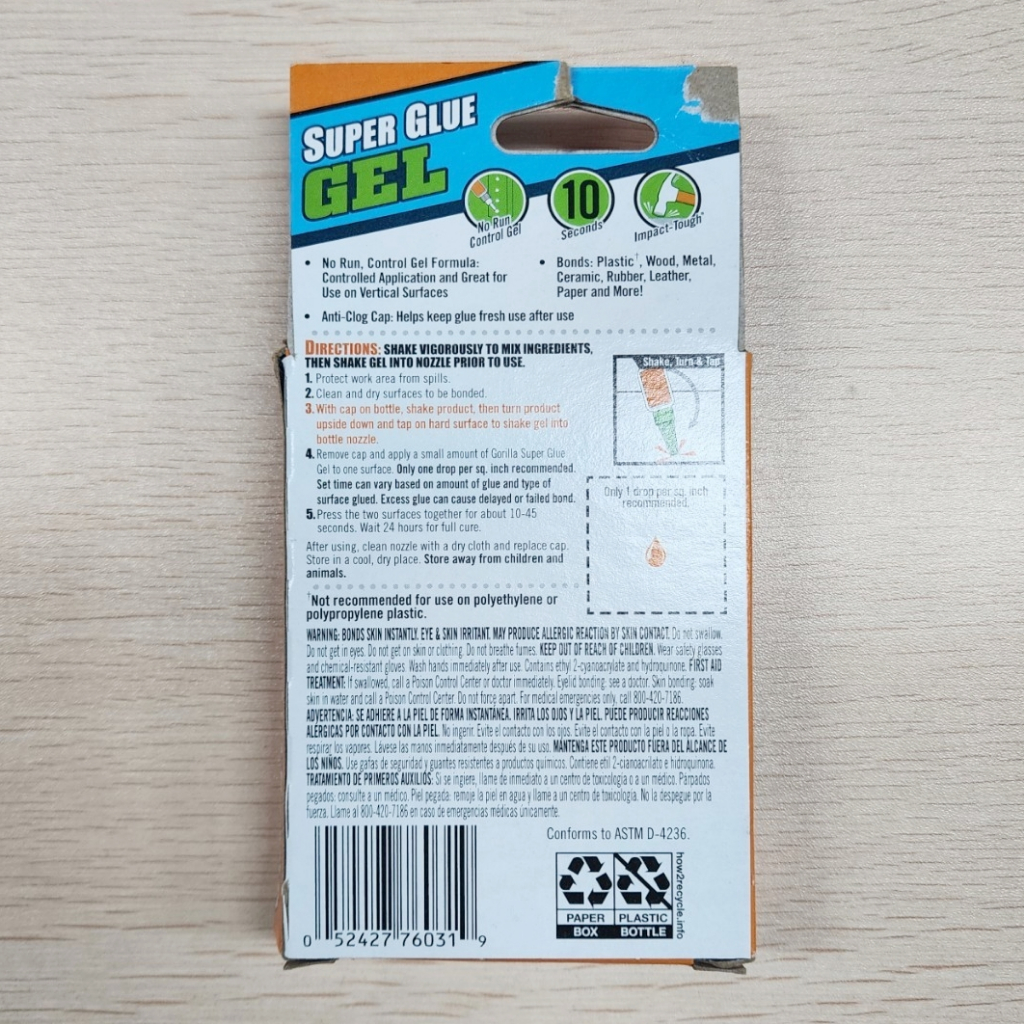 SUPER GLUE
GEL
No Run
Control Gel
10
Seconds
Impact-Tough
• No Run, Control Gel Formula:
Controlled Application and Great for
Use on Vertical Surfaces
• Bonds: Plastic†, Wood, Metal,
Ceramic, Rubber, Leather,
Paper and More!
• Anti-Clog Cap: Helps keep glue fresh use after use
DIRECTIONS: SHAKE VIGOROUSLY TO MIX INGREDIENTS,
THEN SHAKE GEL INTO NOZZLE PRIOR TO USE.
1. Protect work area from spills.
2. Clean and dry surfaces to be bonded.
3. With cap on bottle, shake product, then turn product
upside down and tap on hard surface to shake gel into
bottle nozzle.
4. Remove cap and apply a small amount of Gorilla Super Glue
Gel to one surface. Only one drop per sq. inch recommended.
Set time can vary based on amount of glue and type of
surface glued. Excess glue can cause delayed or failed bond.
5. Press the two surfaces together for about 10-45
seconds. Wait 24 hours for full cure.
After using, clean nozzle with a dry cloth and replace cap.
Store in a cool, dry place. Store away from children and
animals.
Shake, Turn & Tap
Only 1 drop per sq. inch
recommended.
†Not recommended for use on polyethylene or
polypropylene plastic.
WARNING: BONDS SKIN INSTANTLY. EYE & SKIN IRRITANT. MAY PRODUCE ALLERGIC REACTION BY SKIN CONTACT. Do not swallow.
Do not get in eyes. Do not get on skin or clothing. Do not breathe fumes. KEEP OUT OF REACH OF CHILDREN. Wear safety glasses
and chemical-resistant gloves. Wash hands immediately after use. Contains ethyl 2-cyanoacrylate and hydroquinone. FIRST AID
TREATMENT: If swallowed, call a Poison Control Center or doctor immediately. Eyelid bonding: see a doctor. Skin bonding: soak
skin in water and call a Poison Control Center. Do not force apart. For medical emergencies only, call 800-420-7186.
ADVERTENCIA: SE ADHIERE A LA PIEL DE FORMA INSTANTÁNEA. IRRITA LOS OJOS Y LA PIEL. PUEDE PRODUCIR REACCIONES
ALÉRGICAS POR CONTACTO CON LA PIEL. No ingerir. Evite el contacto con los ojos. Evite el contacto con la piel o la ropa. Evite
respirar los vapores. Lávese las manos inmediatamente después de su uso. MANTENGA ESTE PRODUCTO FUERA DEL ALCANCE DE
LOS NIÑOS. Use gafas de seguridad y guantes resistentes a productos químicos. Contiene etil 2-cianoacrilato e hidroquinona.
TRATAMIENTO DE PRIMEROS AUXILIOS: Si se ingiere, llame de inmediato a un centro de toxicología o a un médico. Párpados
pegados: consulte a un médico. Piel pegada: remoje la piel en agua y llame a un centro de toxicología. No la despegue por la
fuerza. Llame al 800-420-7186 en caso de emergencias médicas únicamente.
Conforms to ASTM D-4236.
PAPER
BOX
PLASTIC
BOTTLE
how2recycle.info
0 52427 76031 9